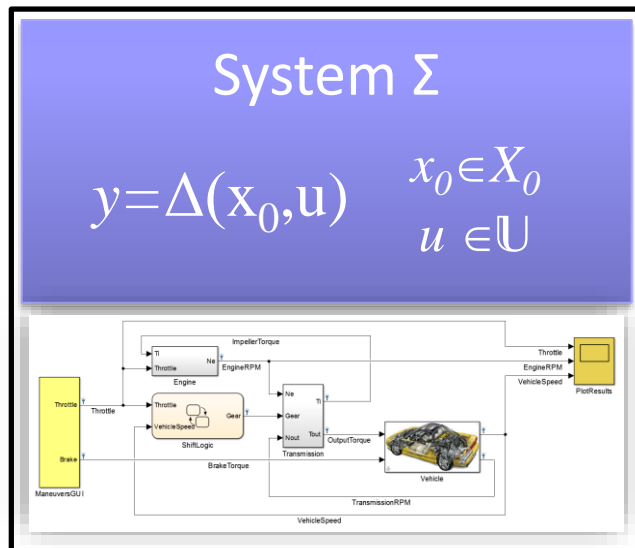 System Σ
y=Δ(x₀,u)
x₀∈X₀
u ∈𝕌
ImpellerTorque
Ti
Throttle
Ne
Engine
EngineRPM
Throttle
EngineRPM
VehicleSpeed
PlotResults
Throttle
Brake
ManeuversGUI
Throttle
Throttle
VehicleSpeed
Gear
ShiftLogic
Ne
Gear
Nout
Ti
Tout
Transmission
OutputTorque
BrakeTorque
Vehicle
TransmissionRPM
VehicleSpeed